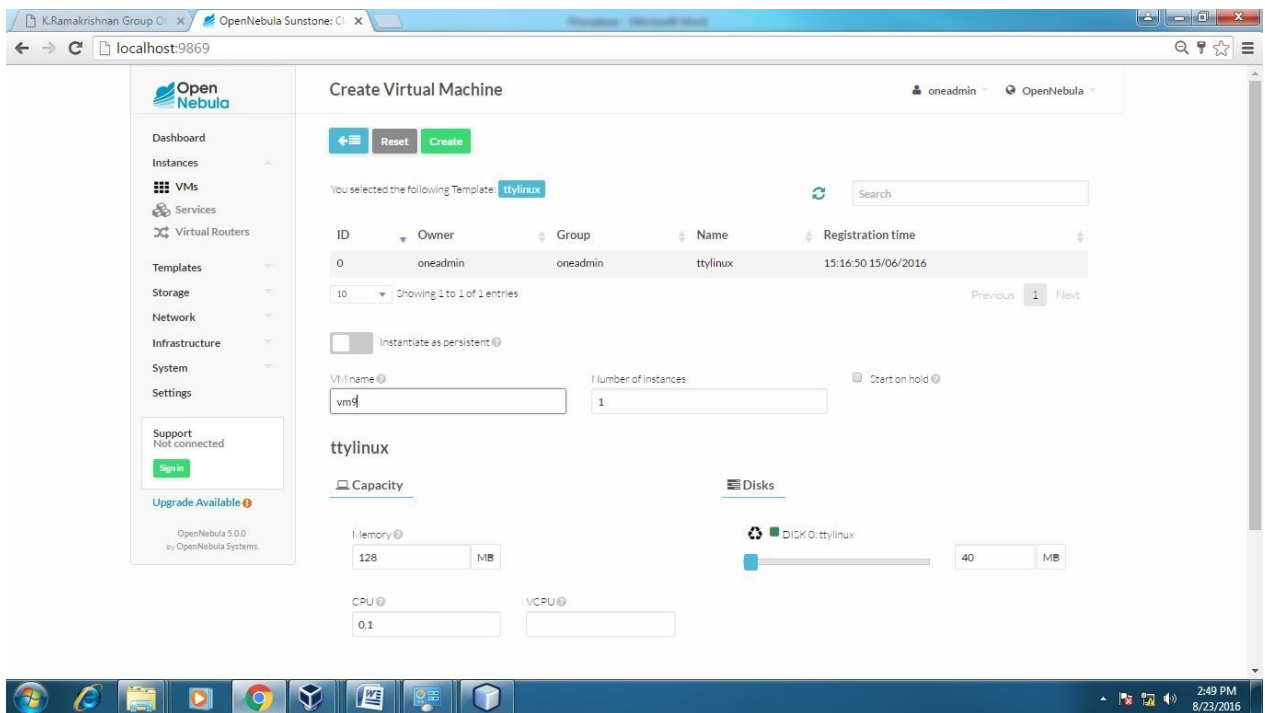 K.Ramakrishnan Group Of
OpenNebula Sunstone: Cl
Procedure - Microsoft Word
localhost:9869
Open Nebula
Create Virtual Machine
oneadmin
OpenNebula
Dashboard
Instances
VMs
Services
Virtual Routers
Templates
Storage
Network
Infrastructure
System
Settings
Support
Not connected
Sign in
Upgrade Available
OpenNebula 5.0.0
by OpenNebula Systems.
Reset
Create
You selected the following Template: ttylinux
Search
ID Owner Group Name Registration time
0 oneadmin oneadmin ttylinux 15:16:50 15/06/2016
10 Showing 1 to 1 of 1 entries
Previous 1 Next
Instantiate as persistent
VM name
Number of instances
Start on hold
vm9
1
ttylinux
Capacity
Disks
Memory
DISK 0: ttylinux
128 MB
40 MB
CPU
VCPU
0.1
2:49 PM
8/23/2016